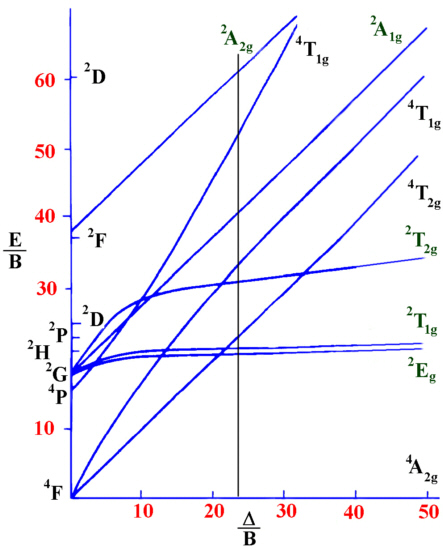 ²A₂g
⁴T₁g
²A₁g
60
²D
⁴T₁g
50
⁴T₂g
40
²F
E
B
²T₂g
30
²D
²P
²T₁g
²H
²G
²Eg
⁴P
10
⁴A₂g
⁴F
10 20 30 40 50
Δ
B